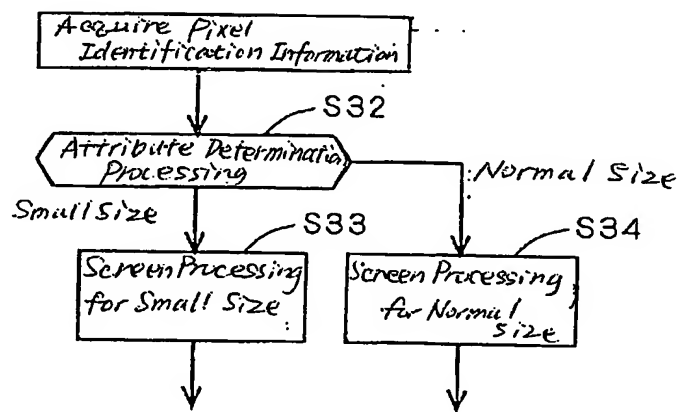 Acquire Pixel
Identification Information
S32
Attribute Determination
Processing
Normal Size
Small Size
S33
S34
Screen Processing
for Small Size
Screen Processing
for Normal
Size